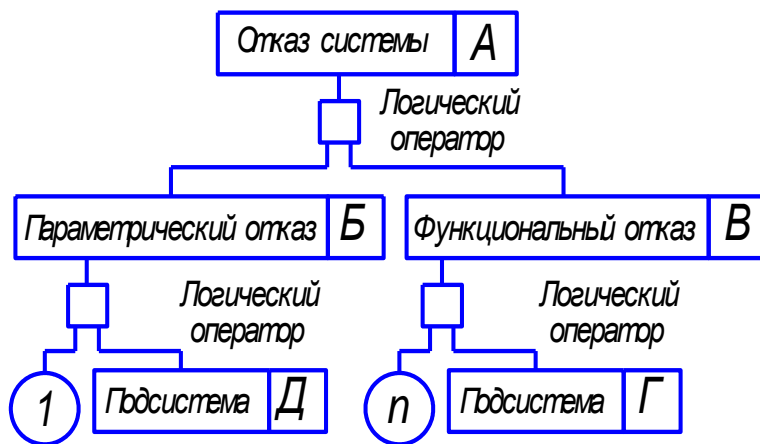 Отказ системы А
Логический
оператор
Параметрический отказ Б
Функциональный отказ В
Логический
оператор
Логический
оператор
1
Подсистема Д
n
Подсистема Г